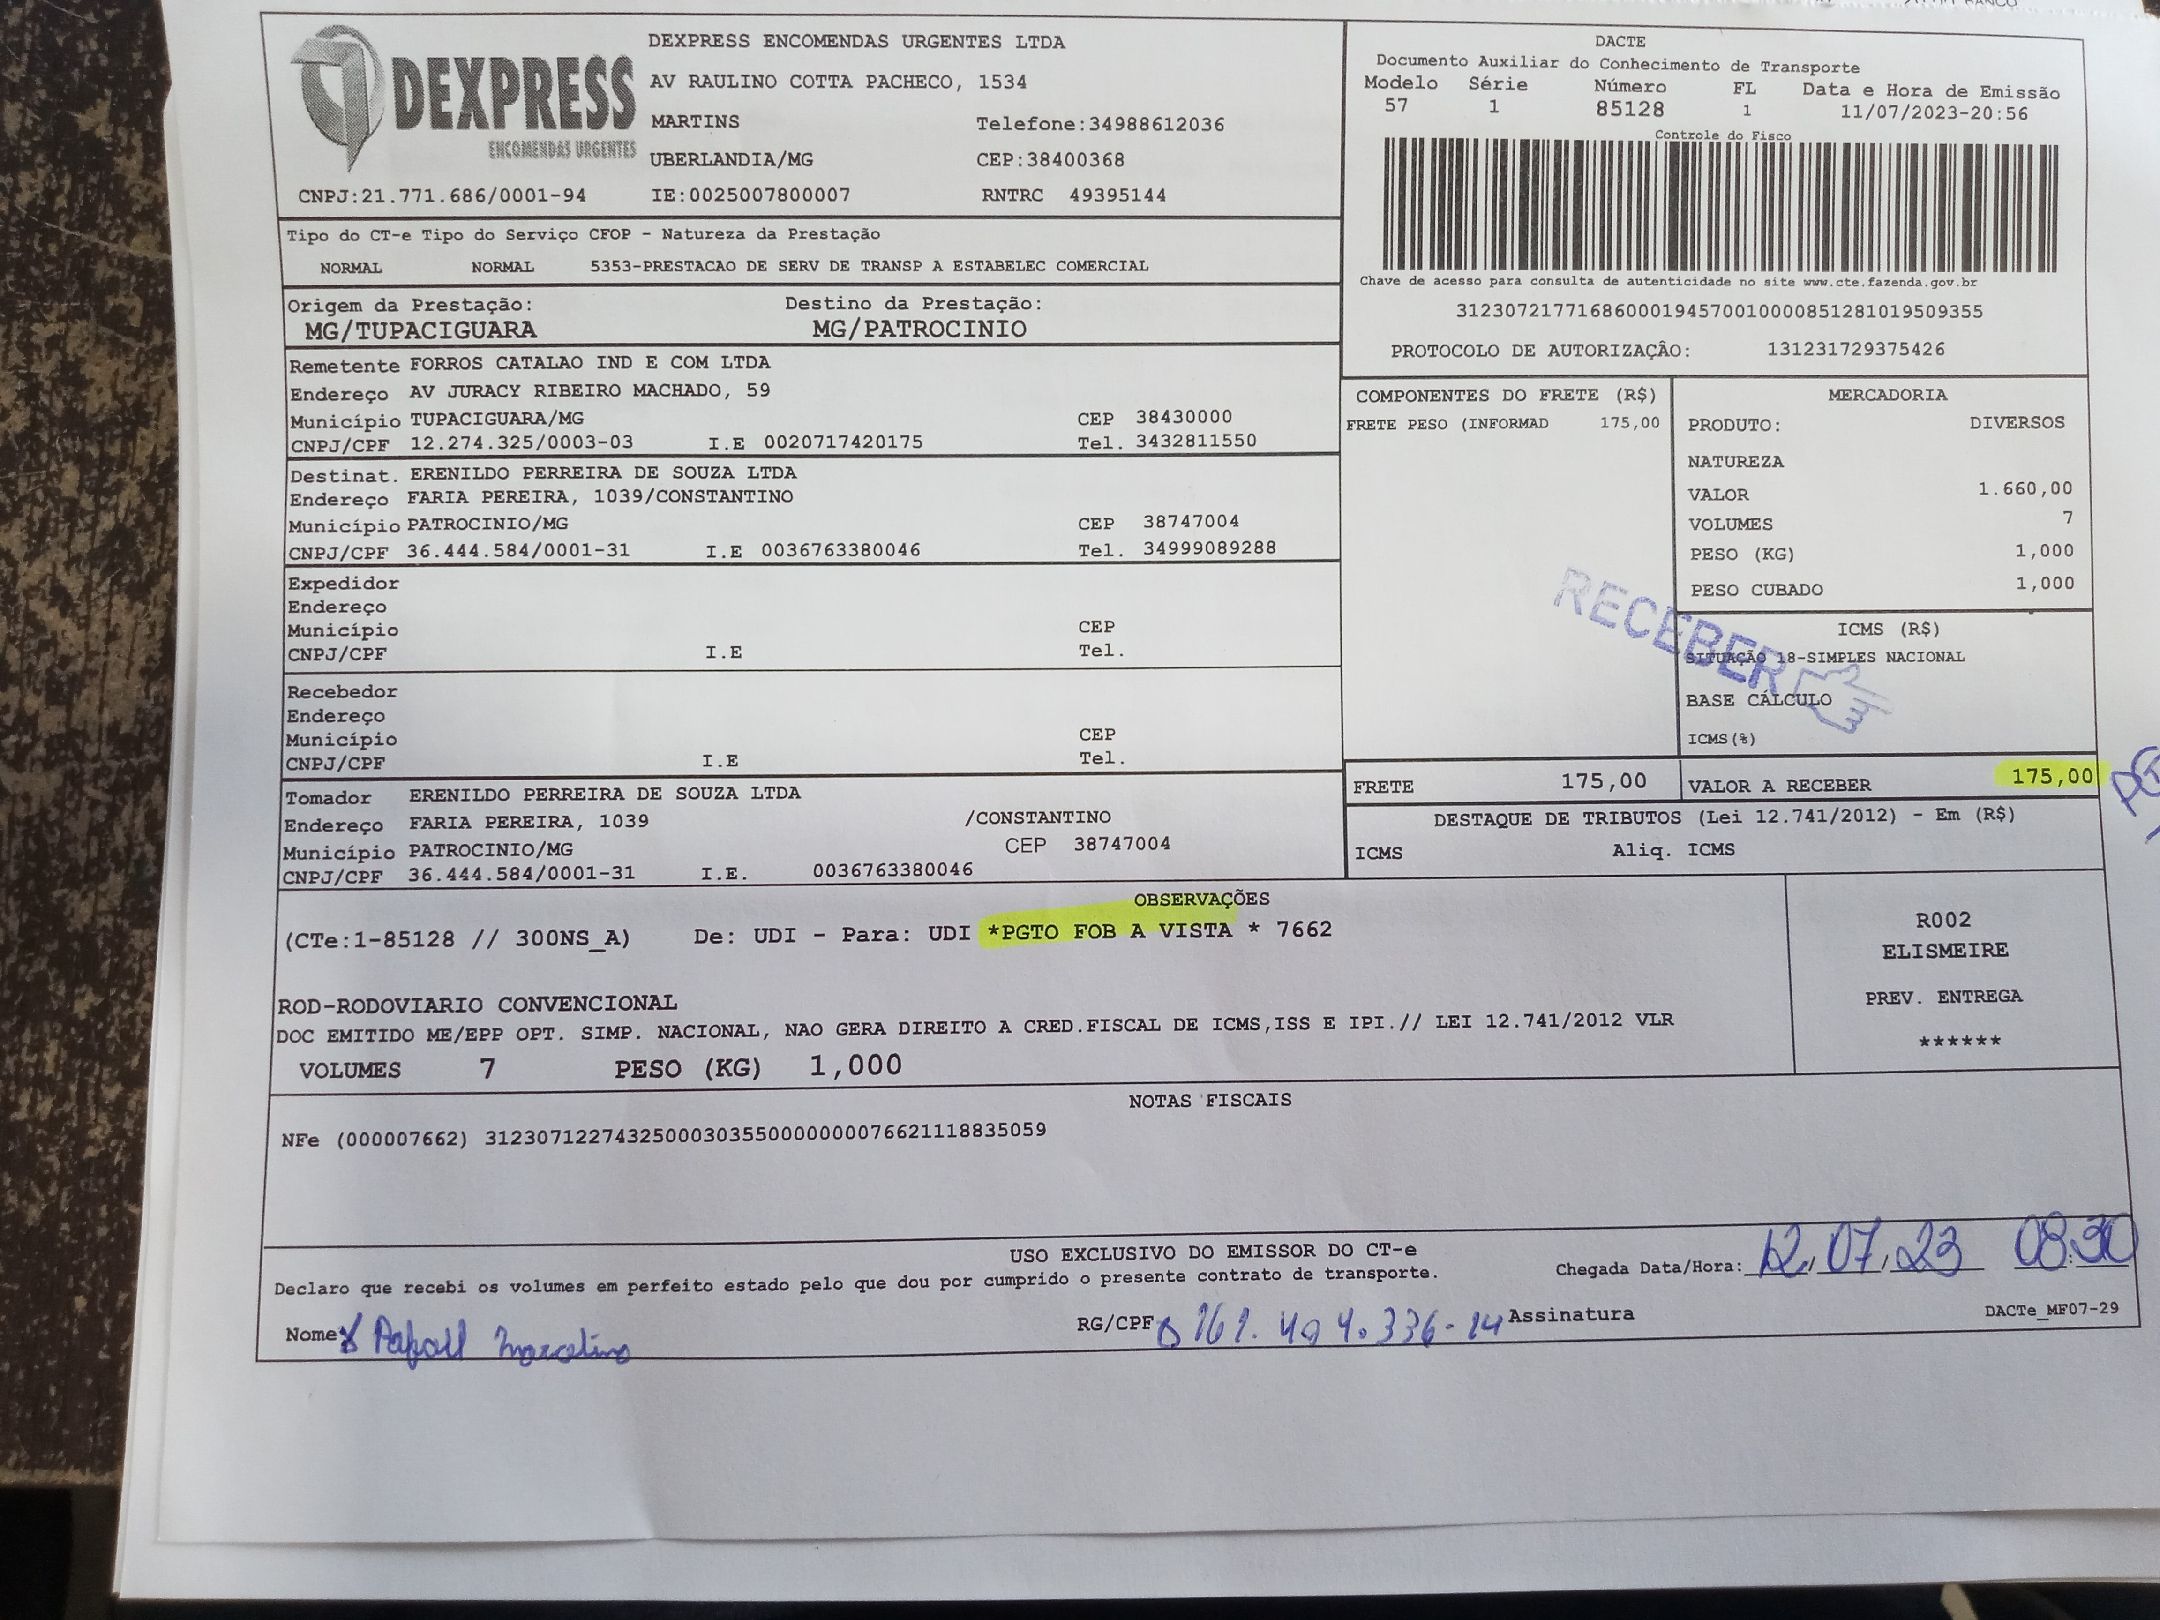 DEXPRESS
ENCOMENDAS URGENTES
DEXPRESS ENCOMENDAS URGENTES LTDA
AV RAULINO COTTA PACHECO, 1534
MARTINS Telefone:34988612036
UBERLANDIA/MG CEP:38400368
CNPJ:21.771.686/0001-94 IE:0025007800007 RNTRC 49395144
DACTE
Documento Auxiliar do Conhecimento de Transporte
Modelo Série Número FL Data e Hora de Emissão
57 1 85128 1 11/07/2023-20:56
Controle do Fisco
Chave de acesso para consulta de autenticidade no site www.cte.fazenda.gov.br
31230721771686000194570010000851281019509355
PROTOCOLO DE AUTORIZAÇÂO: 131231729375426
Tipo do CT-e Tipo do Serviço CFOP - Natureza da Prestação
NORMAL NORMAL 5353-PRESTACAO DE SERV DE TRANSP A ESTABELEC COMERCIAL
Origem da Prestação: Destino da Prestação:
MG/TUPACIGUARA MG/PATROCINIO
Remetente FORROS CATALAO IND E COM LTDA
Endereço AV JURACY RIBEIRO MACHADO, 59
Município TUPACIGUARA/MG CEP 38430000
CNPJ/CPF 12.274.325/0003-03 I.E 0020717420175 Tel. 3432811550
Destinat. ERENILDO PERREIRA DE SOUZA LTDA
Endereço FARIA PEREIRA, 1039/CONSTANTINO
Município PATROCINIO/MG CEP 38747004
CNPJ/CPF 36.444.584/0001-31 I.E 0036763380046 Tel. 34999089288
Expedidor
Endereço
Município CEP
CNPJ/CPF I.E Tel.
Recebedor
Endereço
Município CEP
CNPJ/CPF I.E Tel.
Tomador ERENILDO PERREIRA DE SOUZA LTDA
Endereço FARIA PEREIRA, 1039 /CONSTANTINO
Município PATROCINIO/MG CEP 38747004
CNPJ/CPF 36.444.584/0001-31 I.E. 0036763380046
COMPONENTES DO FRETE (R$)
FRETE PESO (INFORMAD 175,00
MERCADORIA
PRODUTO: DIVERSOS
NATUREZA
VALOR 1.660,00
VOLUMES 7
PESO (KG) 1,000
PESO CUBADO 1,000
RECEBER
ICMS (R$)
SITUAÇÃO 18-SIMPLES NACIONAL
BASE CÁLCULO
ICMS(%)
FRETE 175,00 VALOR A RECEBER 175,00
DESTAQUE DE TRIBUTOS (Lei 12.741/2012) - Em (R$)
ICMS Aliq. ICMS
OBSERVAÇÕES
(CTe:1-85128 // 300NS_A) De: UDI - Para: UDI *PGTO FOB A VISTA * 7662
ROD-RODOVIARIO CONVENCIONAL
DOC EMITIDO ME/EPP OPT. SIMP. NACIONAL, NAO GERA DIREITO A CRED.FISCAL DE ICMS,ISS E IPI.// LEI 12.741/2012 VLR
VOLUMES 7 PESO (KG) 1,000
R002
ELISMEIRE
PREV. ENTREGA
******
NOTAS FISCAIS
NFe (000007662) 31230712274325000303550000000076621118835059
USO EXCLUSIVO DO EMISSOR DO CT-e
Declaro que recebi os volumes em perfeito estado pelo que dou por cumprido o presente contrato de transporte. Chegada Data/Hora: 12/07/23 08:30
Nome Marcelino RG/CPF Assinatura DACTe_MF07-29